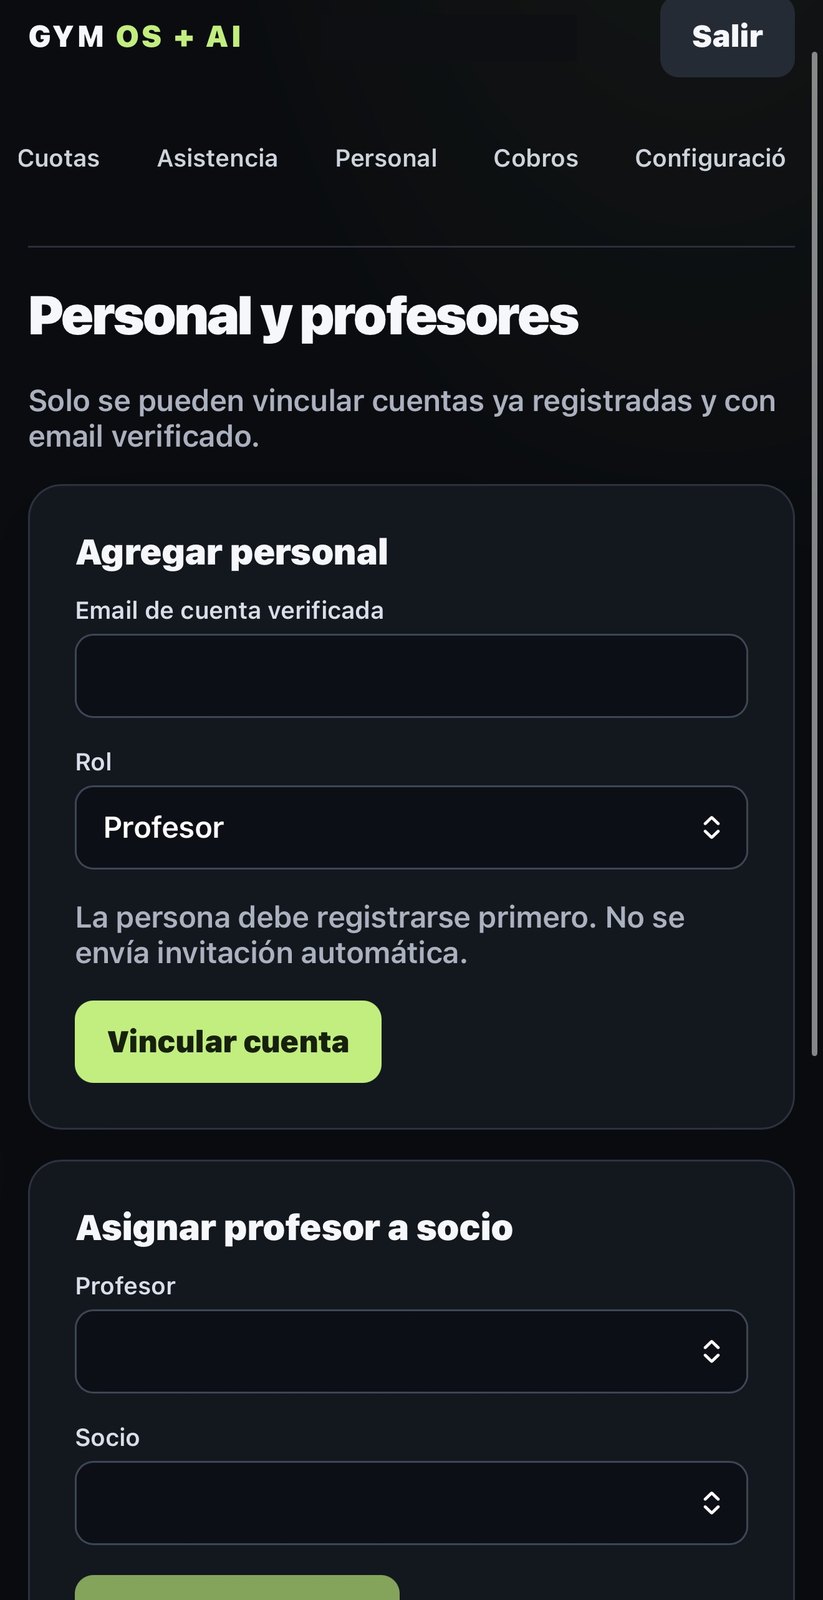 GYM OS + AI
Salir
Cuotas Asistencia Personal Cobros Configuració
Personal y profesores
Solo se pueden vincular cuentas ya registradas y con
email verificado.
Agregar personal
Email de cuenta verificada
Rol
Profesor
La persona debe registrarse primero. No se
envía invitación automática.
Vincular cuenta
Asignar profesor a socio
Profesor
Socio